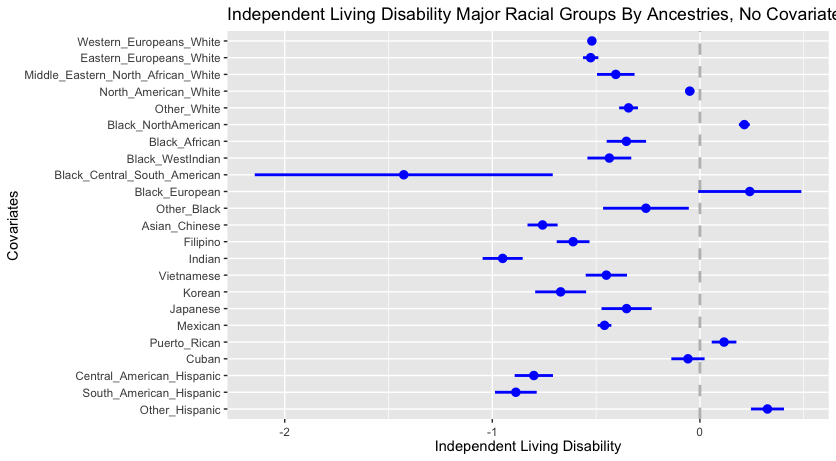 Independent Living Disability Major Racial Groups By Ancestries, No Covariate
Western_Europeans_White
Eastern_Europeans_White
Middle_Eastern_North_African_White
North_American_White
Other_White
Black_NorthAmerican
Black_African
Black_WestIndian
Black_Central_South_American
Black_European
Other_Black
Asian_Chinese
Filipino
Indian
Vietnamese
Korean
Japanese
Mexican
Puerto_Rican
Cuban
Central_American_Hispanic
South_American_Hispanic
Other_Hispanic
Covariates
-2
-1
0
Independent Living Disability